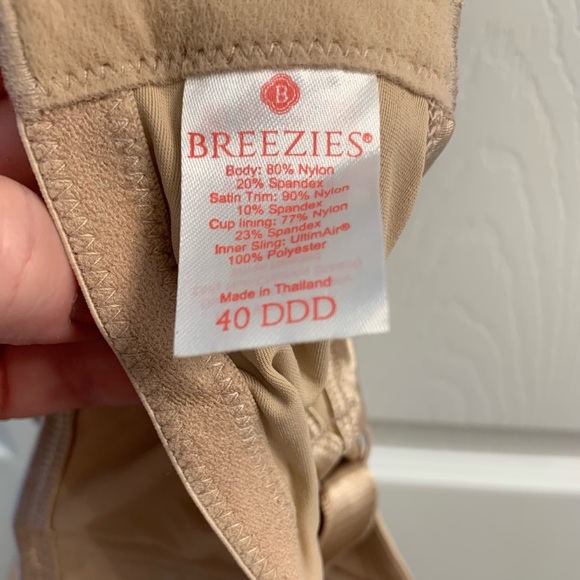 B
BREEZIES®
Body: 80% Nylon
20% Spandex
Satin Trim: 90% Nylon
10% Spandex
Cup lining: 77% Nylon
23% Spandex
Inner Sling: UltimAir®
100% Polyester
Made in Thailand
40 DDD